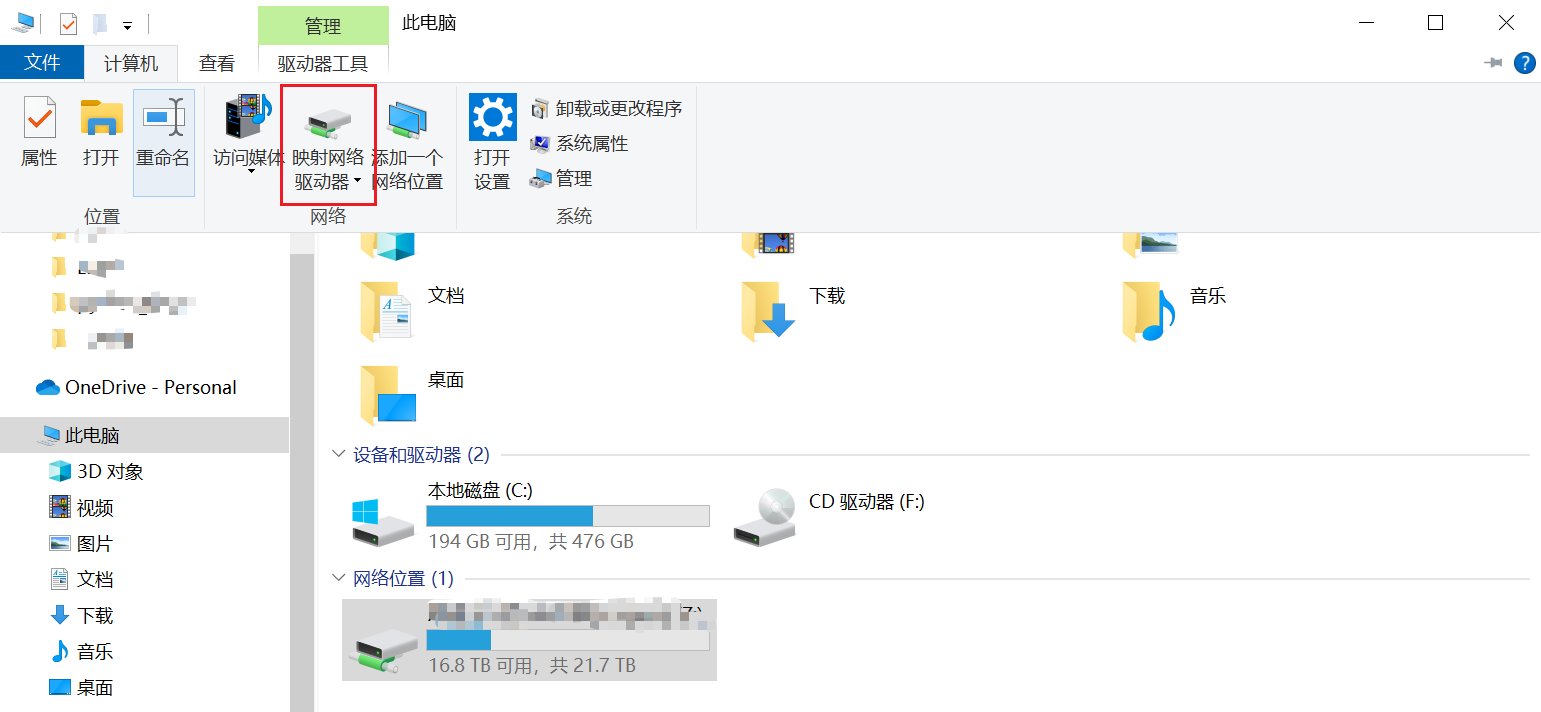 管理
此电脑
文件
计算机
查看
驱动器工具
属性
打开
重命名
访问媒体
映射网络
驱动器
添加一个
网络位置
打开
设置
卸载或更改程序
系统属性
管理
位置
网络
系统
OneDrive - Personal
此电脑
3D 对象
视频
图片
文档
下载
音乐
桌面
文档
下载
音乐
桌面
设备和驱动器 (2)
本地磁盘 (C:)
194 GB 可用，共 476 GB
CD 驱动器 (F:)
网络位置 (1)
16.8 TB 可用，共 21.7 TB